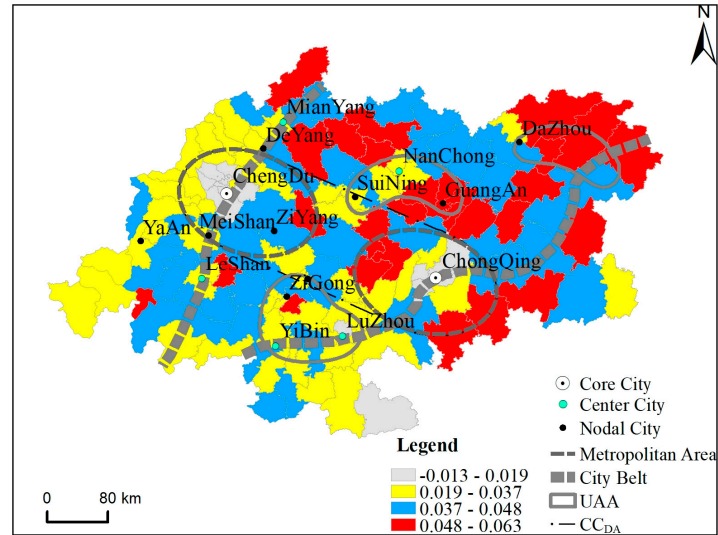 N
MianYang
DeYang
DaZhou
NanChong
ChengDu
SuiNing
GuangAn
YaAn
MeiShan
ZiYang
LeShan
ChongQing
ZiGong
YiBin
LuZhou
Core City
Center City
Nodal City
Metropolitan Area
City Belt
UAA
CC_DA
Legend
-0.013 - 0.019
0.019 - 0.037
0.037 - 0.048
0.048 - 0.063
0 80 km